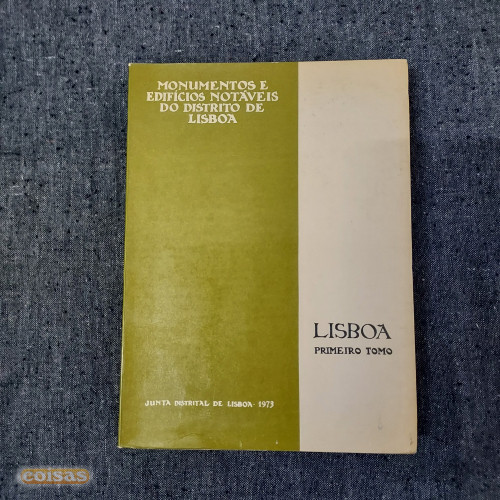 MONUMENTOS E
EDIFÍCIOS NOTÁVEIS
DO DISTRITO DE
LISBOA
LISBOA
PRIMEIRO TOMO
JUNTA DISTRITAL DE LISBOA · 1973
coisas